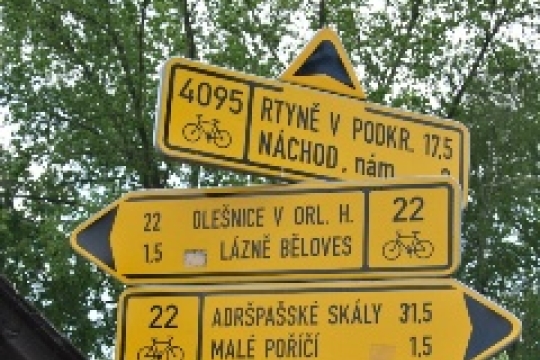 4095
RTYNĚ V PODKR. 17,5
NÁCHOD, nám
22 OLEŠNICE V ORL. H.
1,5 LÁZNĚ BĚLOVES
22
22
ADRŠPAŠSKÉ SKÁLY 31,5
MALÉ POŘÍČÍ 1,5